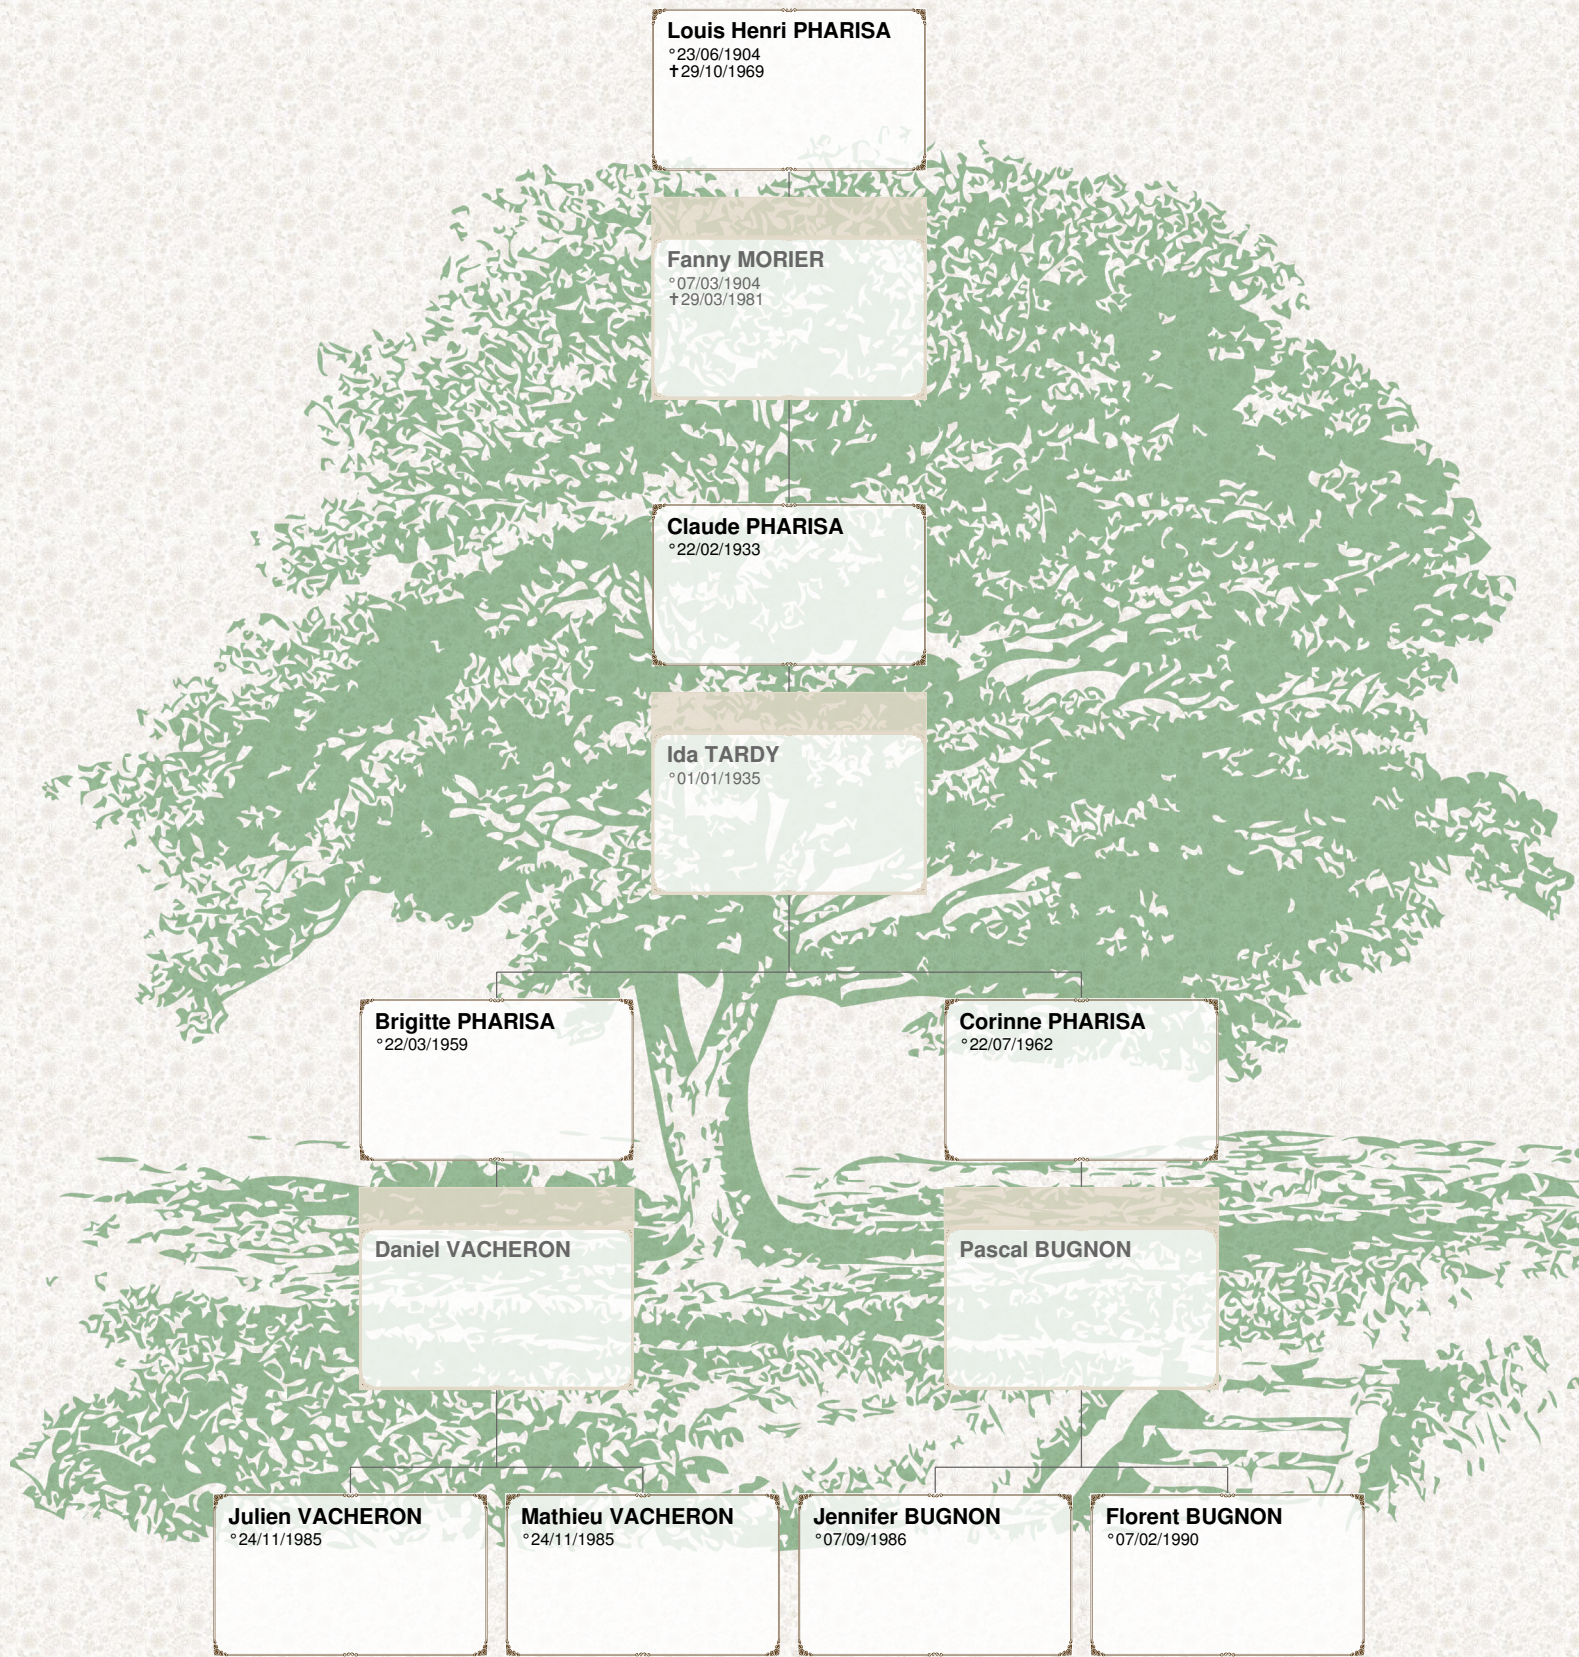 Louis Henri PHARISA
°23/06/1904
✝29/10/1969
Fanny MORIER
°07/03/1904
✝29/03/1981
Claude PHARISA
°22/02/1933
Ida TARDY
°01/01/1935
Brigitte PHARISA
°22/03/1959
Corinne PHARISA
°22/07/1962
Daniel VACHERON
Pascal BUGNON
Julien VACHERON
°24/11/1985
Mathieu VACHERON
°24/11/1985
Jennifer BUGNON
°07/09/1986
Florent BUGNON
°07/02/1990